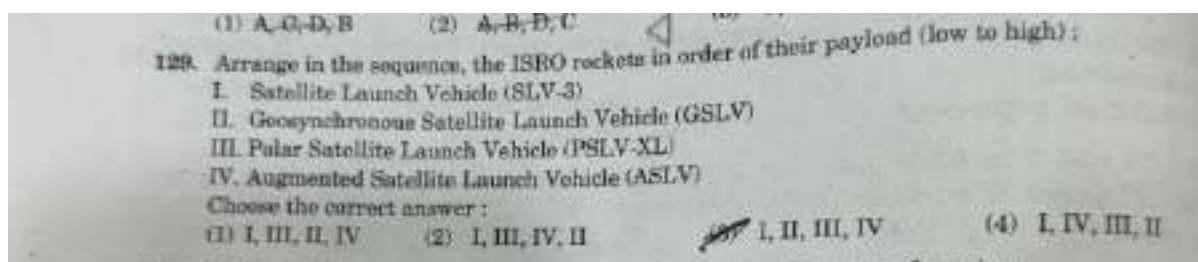 (1) A, C, D, B (2) A, B, D, C
129. Arrange in the sequence, the ISRO rockets in order of their payload (low to high) :
I. Satellite Launch Vehicle (SLV-3)
II. Geosynchronous Satellite Launch Vehicle (GSLV)
III. Polar Satellite Launch Vehicle (PSLV-XL)
IV. Augmented Satellite Launch Vehicle (ASLV)
Choose the correct answer :
(1) I, III, II, IV (2) I, III, IV, II I, II, III, IV (4) I, IV, III, II